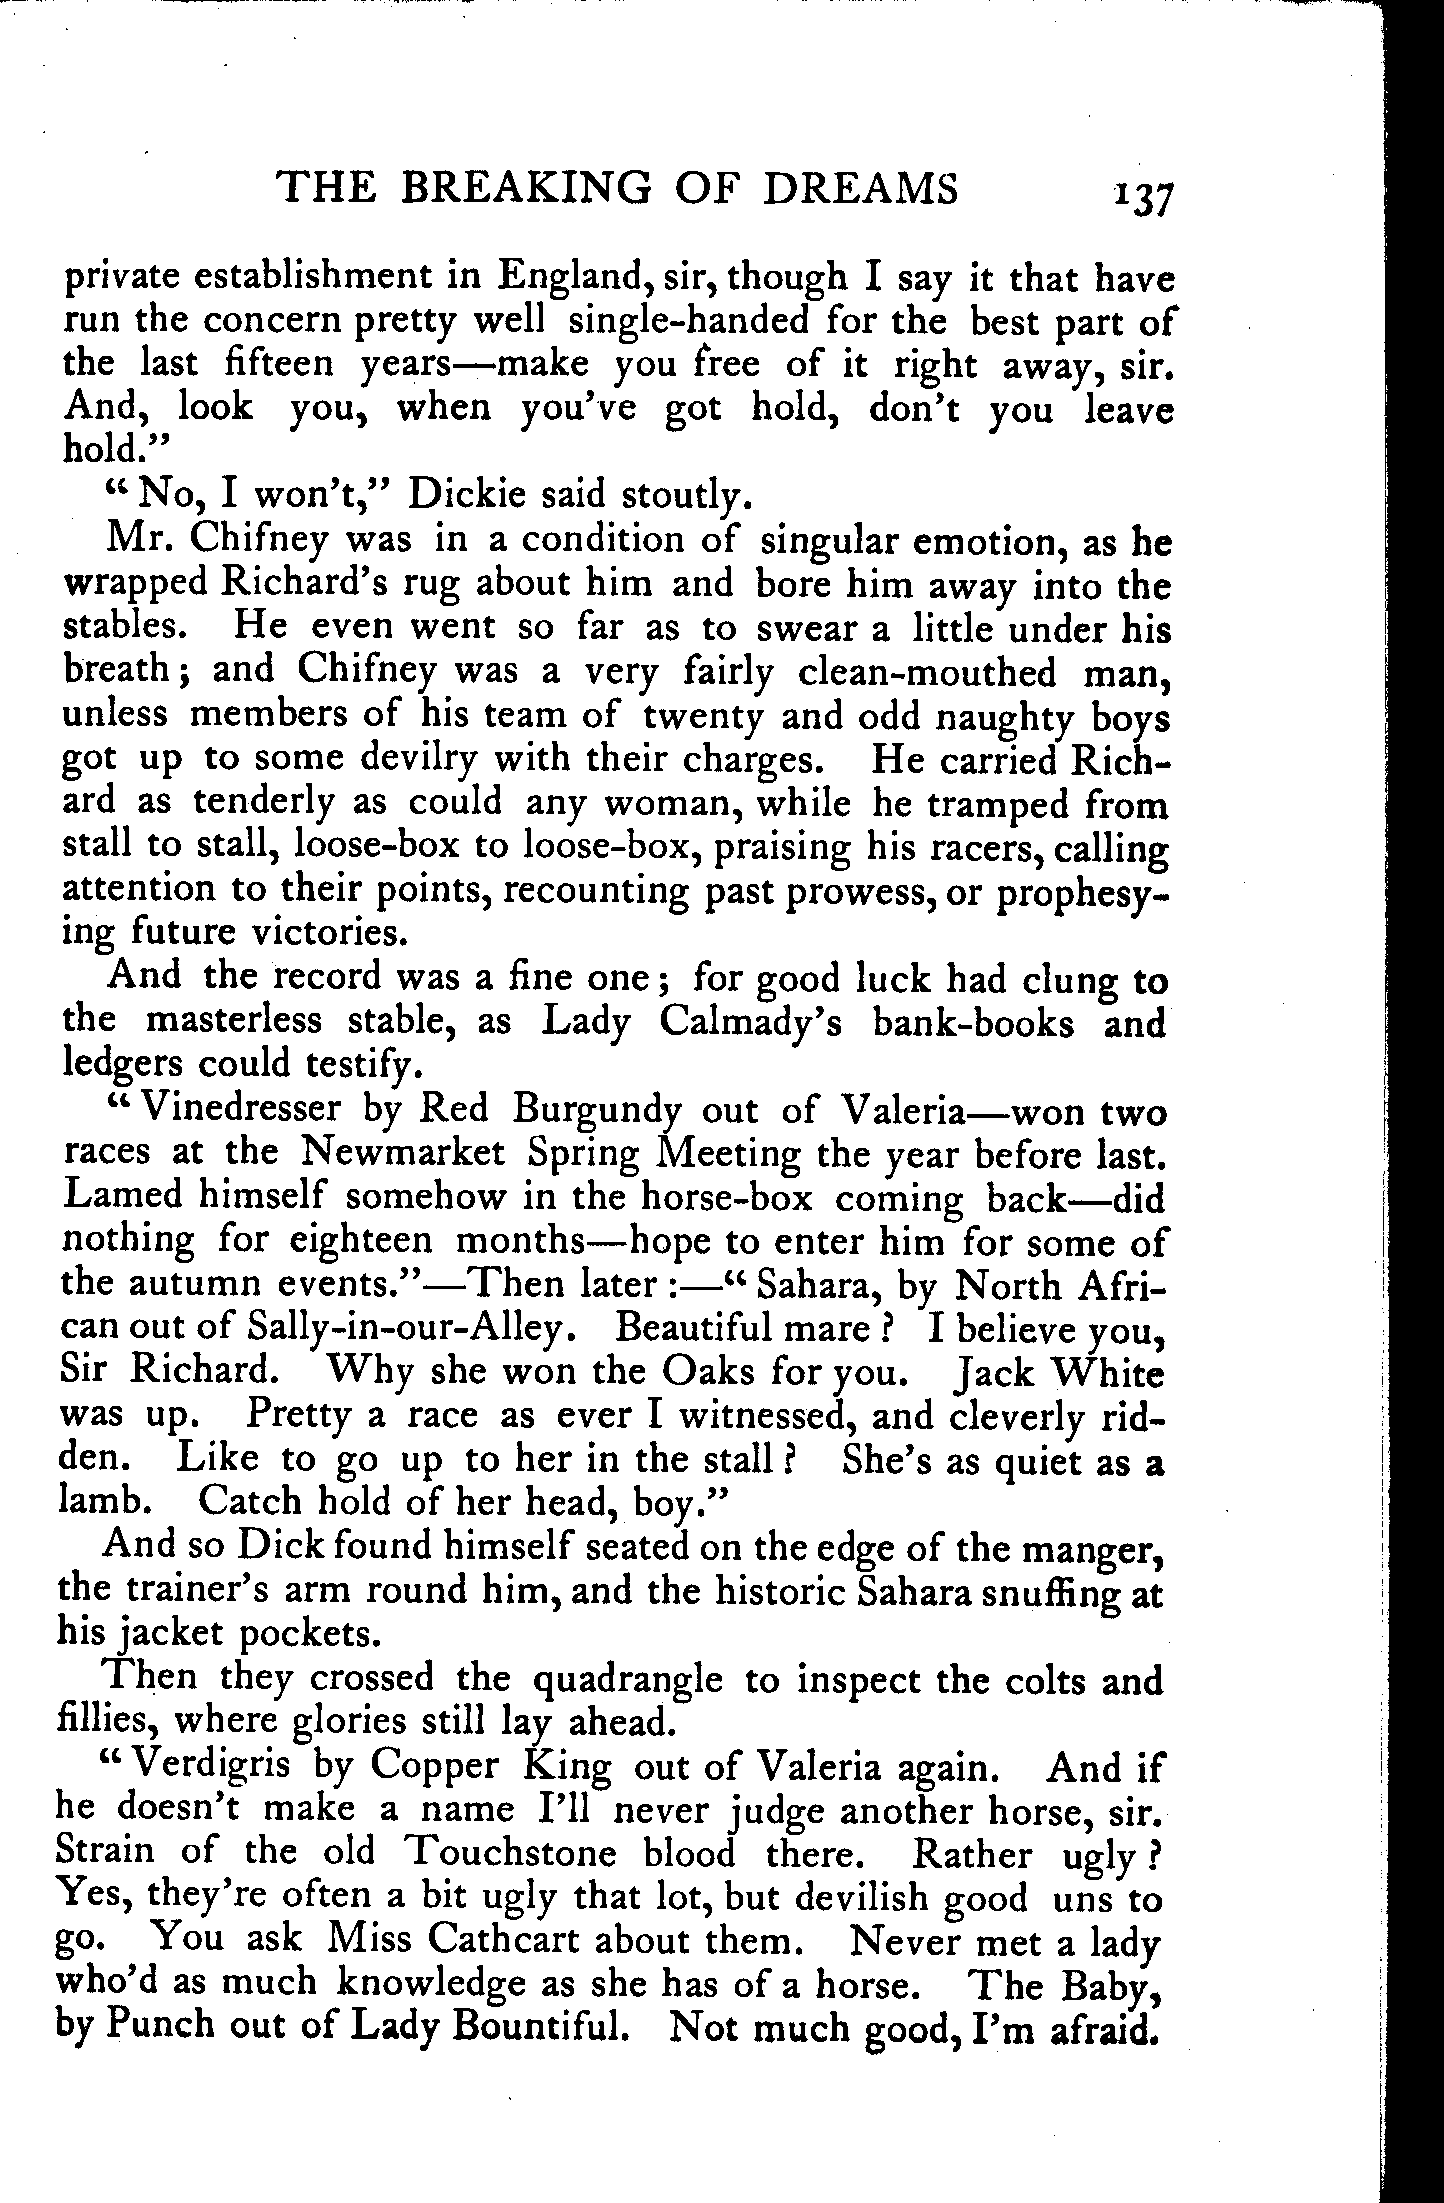 THE BREAKING OF DREAMS 137
private establishment in England, sir, though I say it that have
run the concern pretty well single-handed for the best part of
the last fifteen years—make you free of it right away, sir.
And, look you, when you've got hold, don't you leave
hold."
"No, I won't," Dickie said stoutly.
Mr. Chifney was in a condition of singular emotion, as he
wrapped Richard's rug about him and bore him away into the
stables. He even went so far as to swear a little under his
breath; and Chifney was a very fairly clean-mouthed man,
unless members of his team of twenty and odd naughty boys
got up to some devilry with their charges. He carried Rich-
ard as tenderly as could any woman, while he tramped from
stall to stall, loose-box to loose-box, praising his racers, calling
attention to their points, recounting past prowess, or prophesy-
ing future victories.
And the record was a fine one; for good luck had clung to
the masterless stable, as Lady Calmady's bank-books and
ledgers could testify.
"Vinedresser by Red Burgundy out of Valeria—won two
races at the Newmarket Spring Meeting the year before last.
Lamed himself somehow in the horse-box coming back—did
nothing for eighteen months—hope to enter him for some of
the autumn events."—Then later:—"Sahara, by North Afri-
can out of Sally-in-our-Alley. Beautiful mare? I believe you,
Sir Richard. Why she won the Oaks for you. Jack White
was up. Pretty a race as ever I witnessed, and cleverly rid-
den. Like to go up to her in the stall? She's as quiet as a
lamb. Catch hold of her head, boy."
And so Dick found himself seated on the edge of the manger,
the trainer's arm round him, and the historic Sahara snuffing at
his jacket pockets.
Then they crossed the quadrangle to inspect the colts and
fillies, where glories still lay ahead.
"Verdigris by Copper King out of Valeria again. And if
he doesn't make a name I'll never judge another horse, sir.
Strain of the old Touchstone blood there. Rather ugly?
Yes, they're often a bit ugly that lot, but devilish good uns to
go. You ask Miss Cathcart about them. Never met a lady
who'd as much knowledge as she has of a horse. The Baby,
by Punch out of Lady Bountiful. Not much good, I'm afraid.